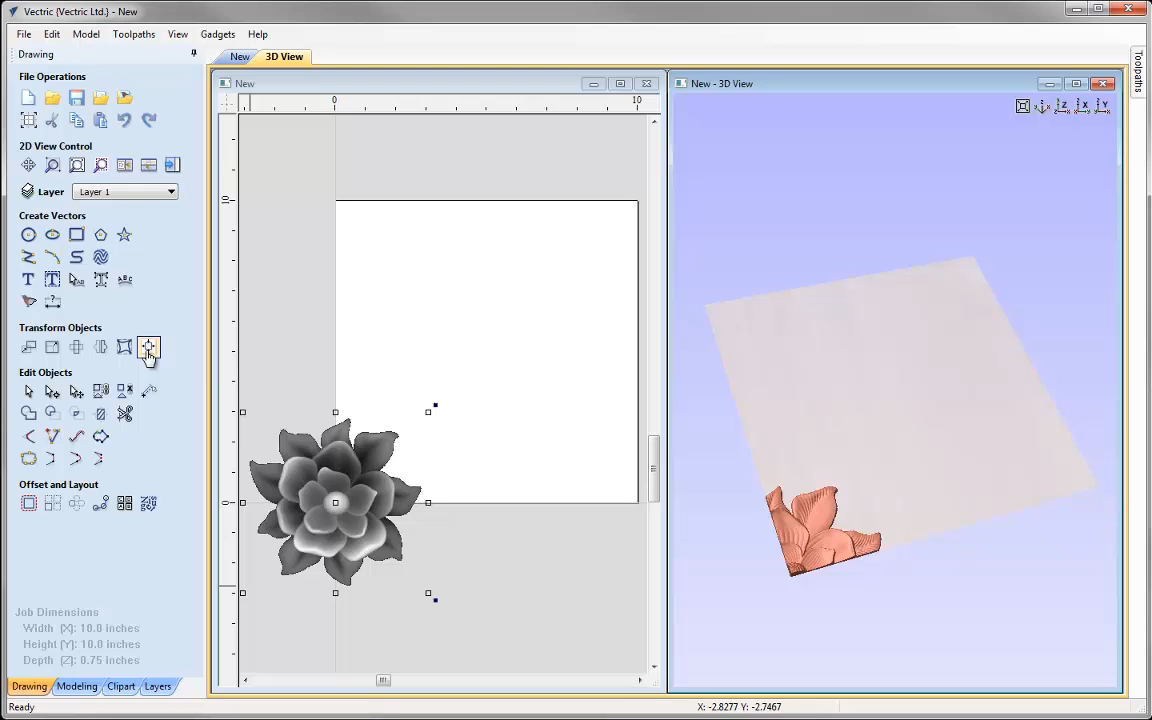 Vectric {Vectric Ltd.} - New
File Edit Model Toolpaths View Gadgets Help
Drawing
File Operations
2D View Control
Layer Layer 1
Create Vectors
Transform Objects
Edit Objects
Offset and Layout
Job Dimensions
Width (X): 10.0 inches
Height (Y): 10.0 inches
Depth (Z): 0.75 inches
Drawing Modeling Clipart Layers
Ready
New 3D View
New
0 10
10
0
New - 3D View
Z X Y
Toolpaths
X: -2.8277 Y: -2.7467